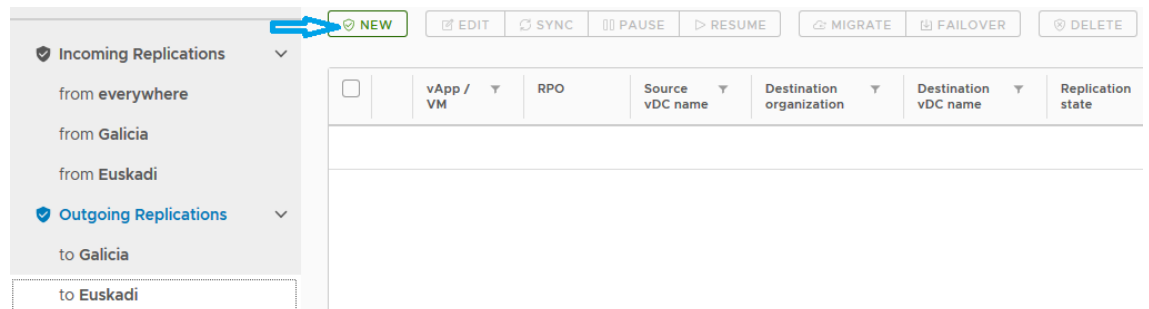 NEW EDIT SYNC PAUSE RESUME MIGRATE FAILOVER DELETE
Incoming Replications
from everywhere
from Galicia
from Euskadi
Outgoing Replications
to Galicia
to Euskadi
vApp / VM
RPO
Source vDC name
Destination organization
Destination vDC name
Replication state